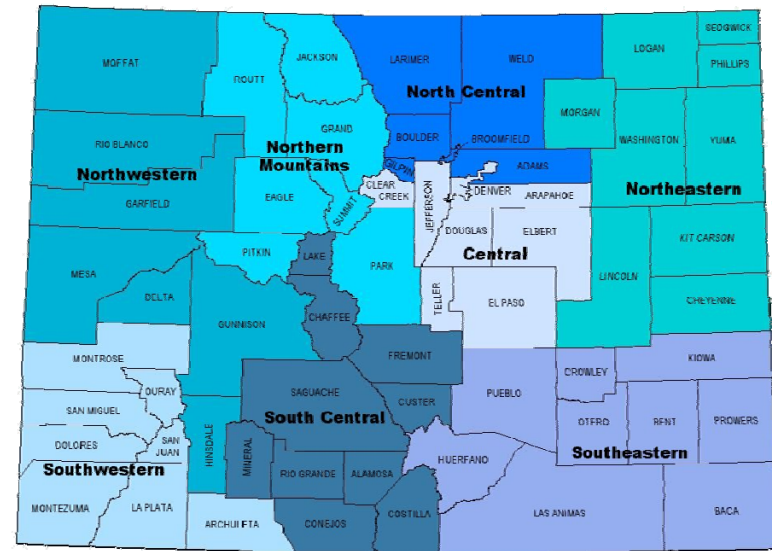 SEDGWICK
LOGAN
JACKSON
LARIMER
WELD
MOFFAT
ROUTT
PHILLIPS
North Central
MORGAN
GRAND
BOULDER
BROOMFIELD
WASHINGTON
YUMA
RIO BLANCO
Northern
Mountains
Northwestern
GILPIN
ADAMS
CLEAR
CREEK
JEFFERSON
DENVER
ARAPAHOE
Northeastern
EAGLE
SUMMIT
GARFIELD
DOUGLAS
ELBERT
KIT CARSON
PITKIN
LAKE
PARK
Central
LINCOLN
MESA
DELTA
TELLER
EL PASO
CHEYENNE
GUNNISON
CHAFFEE
MONTROSE
FREMONT
KIOWA
OURAY
SAGUACHE
PUEBLO
CROWLEY
SAN MIGUEL
CUSTER
South Central
OTERO
BENT
PROWERS
DOLORES
SAN
JUAN
HINSDALE
MINERAL
Southwestern
HUERFANO
Southeastern
RIO GRANDE
ALAMOSA
MONTEZUMA
LA PLATA
ARCHULETA
CONEJOS
COSTILLA
LAS ANIMAS
BACA